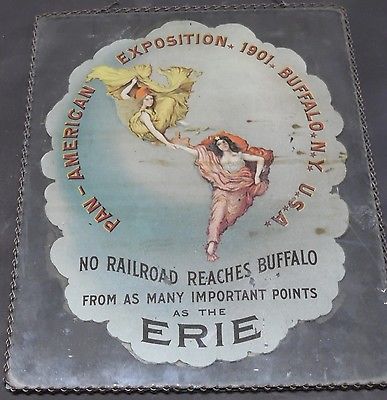 PAN-AMERICAN EXPOSITION. 1901. BUFFALO. N.Y. U.S.A.
NO RAILROAD REACHES BUFFALO
FROM AS MANY IMPORTANT POINTS
AS THE
ERIE